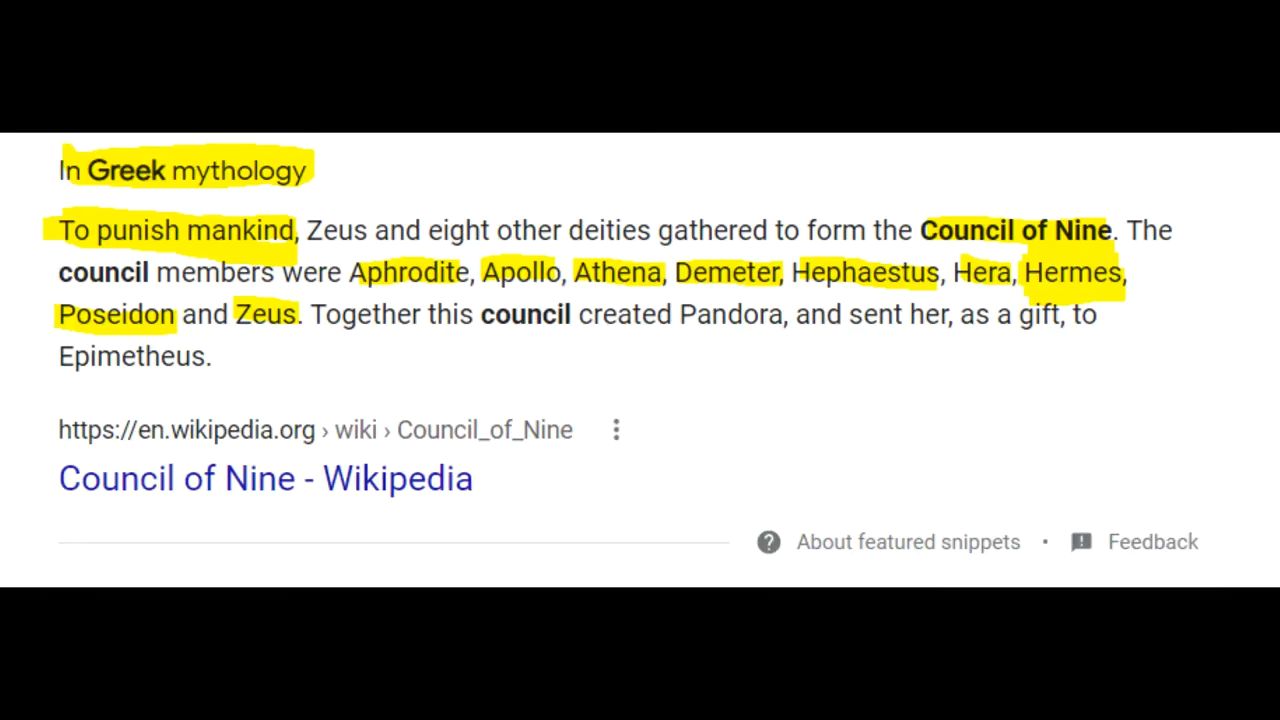 In Greek mythology
To punish mankind, Zeus and eight other deities gathered to form the Council of Nine. The
council members were Aphrodite, Apollo, Athena, Demeter, Hephaestus, Hera, Hermes,
Poseidon and Zeus. Together this council created Pandora, and sent her, as a gift, to
Epimetheus.
https://en.wikipedia.org › wiki › Council_of_Nine
Council of Nine - Wikipedia
About featured snippets • Feedback